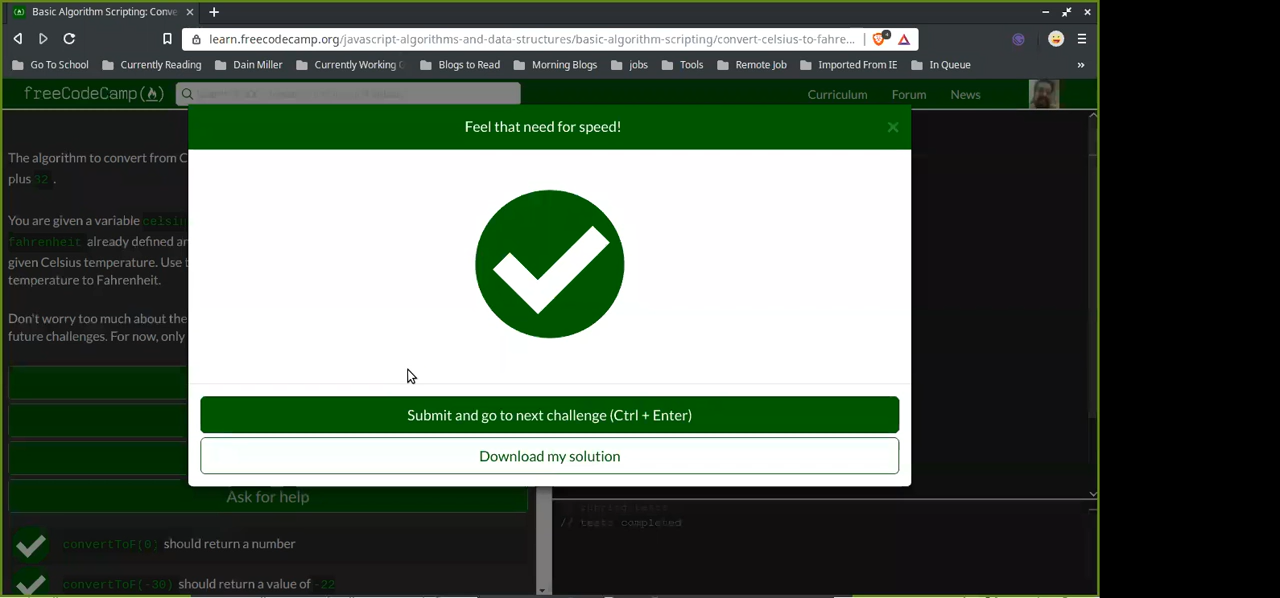 Basic Algorithm Scripting: Conve
learn.freecodecamp.org/javascript-algorithms-and-data-structures/basic-algorithm-scripting/convert-celsius-to-fahre...
4
Go To School Currently Reading Dain Miller Currently Working Blogs to Read Morning Blogs jobs Tools Remote Job Imported From IE In Queue »
freeCodeCamp
Curriculum Forum News
Feel that need for speed!
The algorithm to convert from C
plus 32 .
You are given a variable celsiu
fahrenheit already defined an
given Celsius temperature. Use t
temperature to Fahrenheit.
Don't worry too much about the
future challenges. For now, only
Submit and go to next challenge (Ctrl + Enter)
Download my solution
Ask for help
convertToF(0) should return a number
convertToF(-30) should return a value of -22
// tests completed